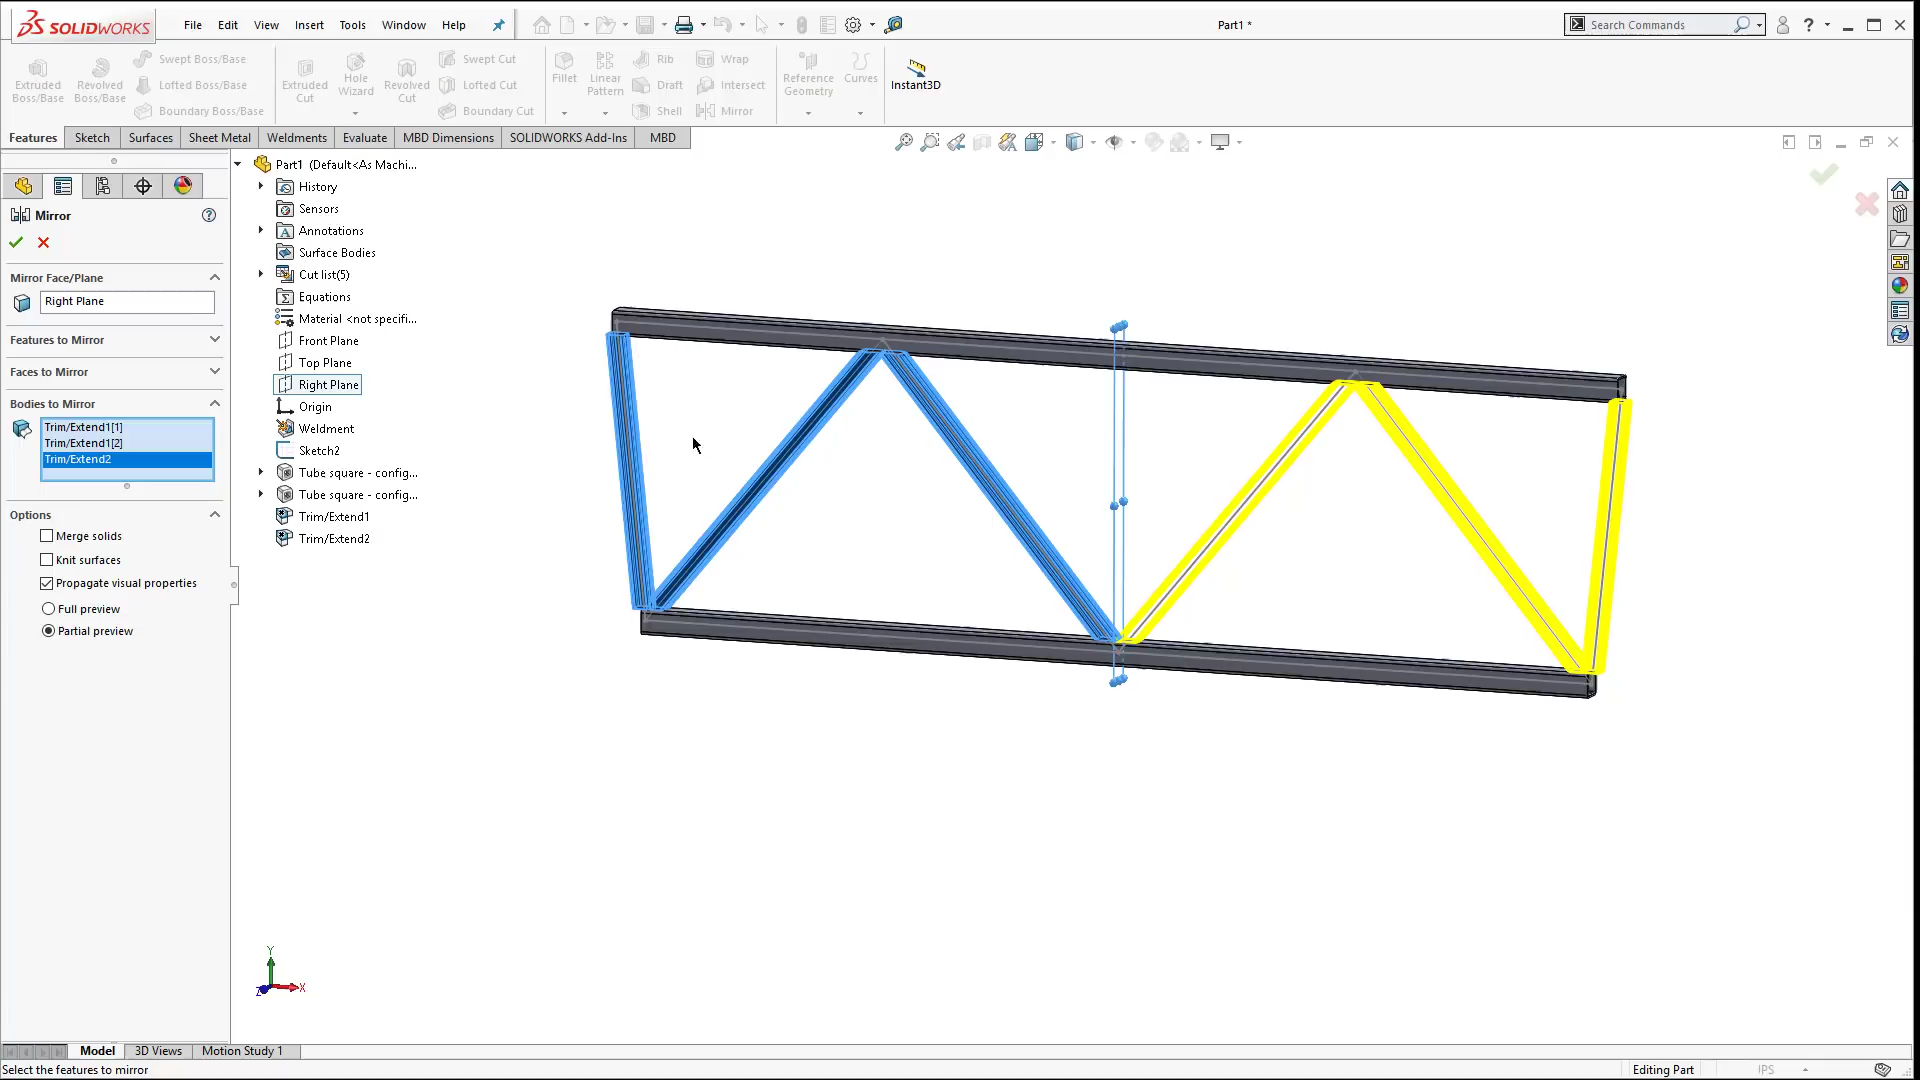 SOLIDWORKS
File Edit View Insert Tools Window Help
Part1 *
Search Commands
Extruded Boss/Base
Revolved Boss/Base
Swept Boss/Base
Lofted Boss/Base
Boundary Boss/Base
Extruded Cut
Hole Wizard
Revolved Cut
Swept Cut
Lofted Cut
Boundary Cut
Fillet
Linear Pattern
Rib
Draft
Shell
Wrap
Intersect
Mirror
Reference Geometry
Curves
Instant3D
Features Sketch Surfaces Sheet Metal Weldments Evaluate MBD Dimensions SOLIDWORKS Add-Ins MBD
Mirror
Mirror Face/Plane
Right Plane
Features to Mirror
Faces to Mirror
Bodies to Mirror
Trim/Extend1[1]
Trim/Extend1[2]
Trim/Extend2
Options
Merge solids
Knit surfaces
Propagate visual properties
Full preview
Partial preview
Part1 (Default<As Machi...
History
Sensors
Annotations
Surface Bodies
Cut list(5)
Equations
Material <not specifi...
Front Plane
Top Plane
Right Plane
Origin
Weldment
Sketch2
Tube square - config...
Tube square - config...
Trim/Extend1
Trim/Extend2
Y
Z
X
Model 3D Views Motion Study 1
Select the features to mirror
Editing Part
IPS